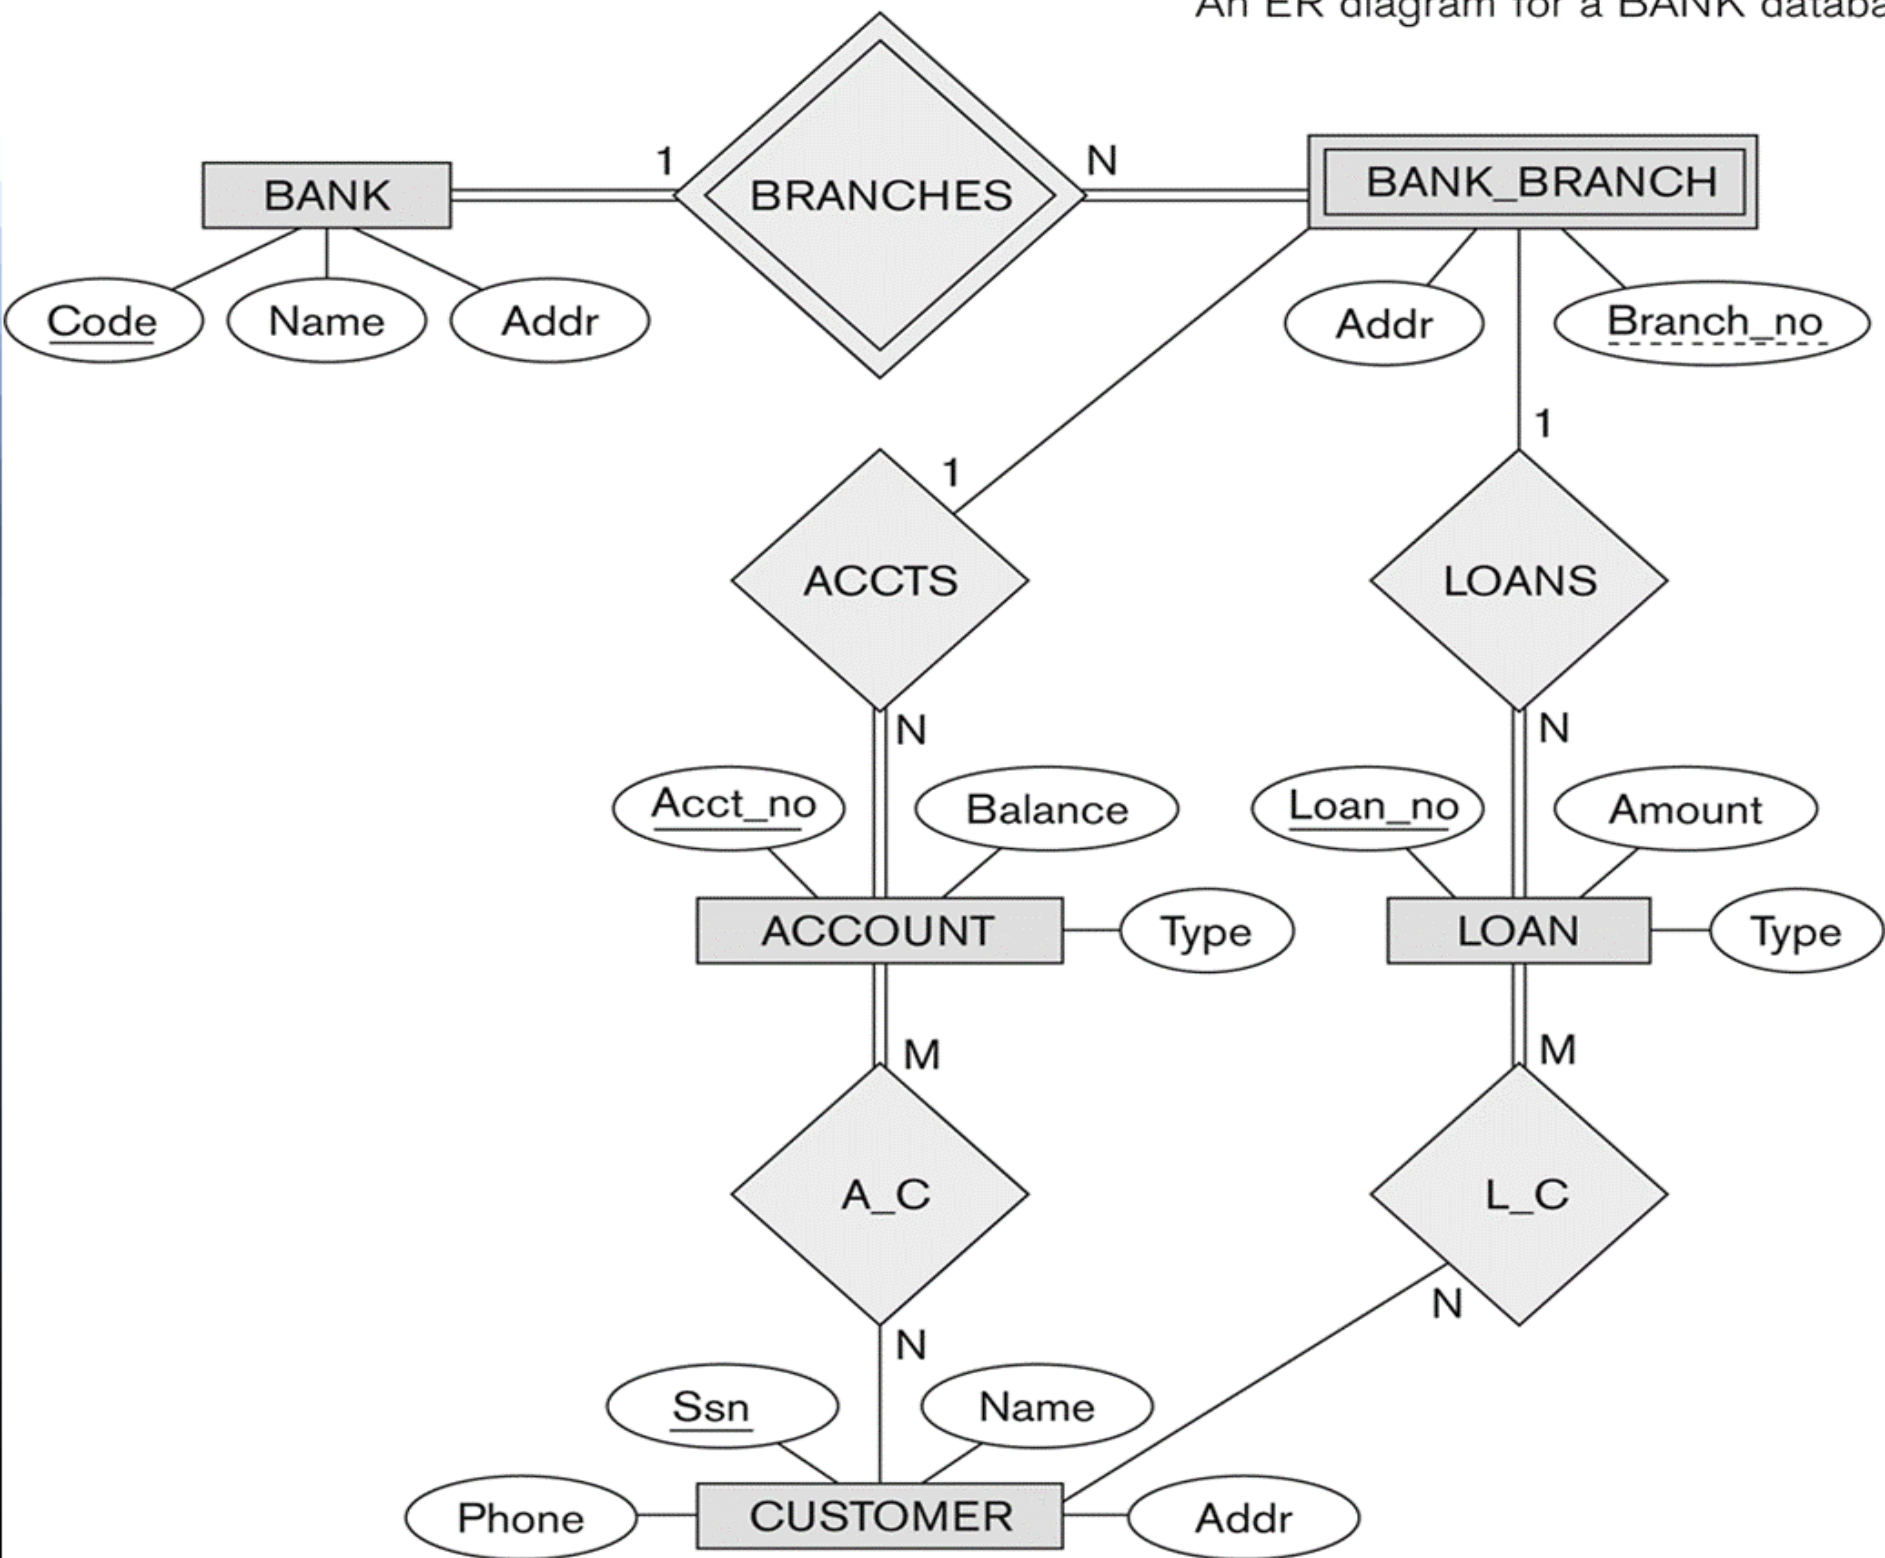 An ER diagram for a BANK
1
N
BANK
BRANCHES
BANK_BRANCH
Code
Name
Addr
Addr
Branch_no
1
1
ACCTS
LOANS
N
N
Acct_no
Balance
Loan_no
Amount
ACCOUNT
Type
LOAN
Type
M
M
A_C
L_C
N
N
Ssn
Name
Phone
CUSTOMER
Addr